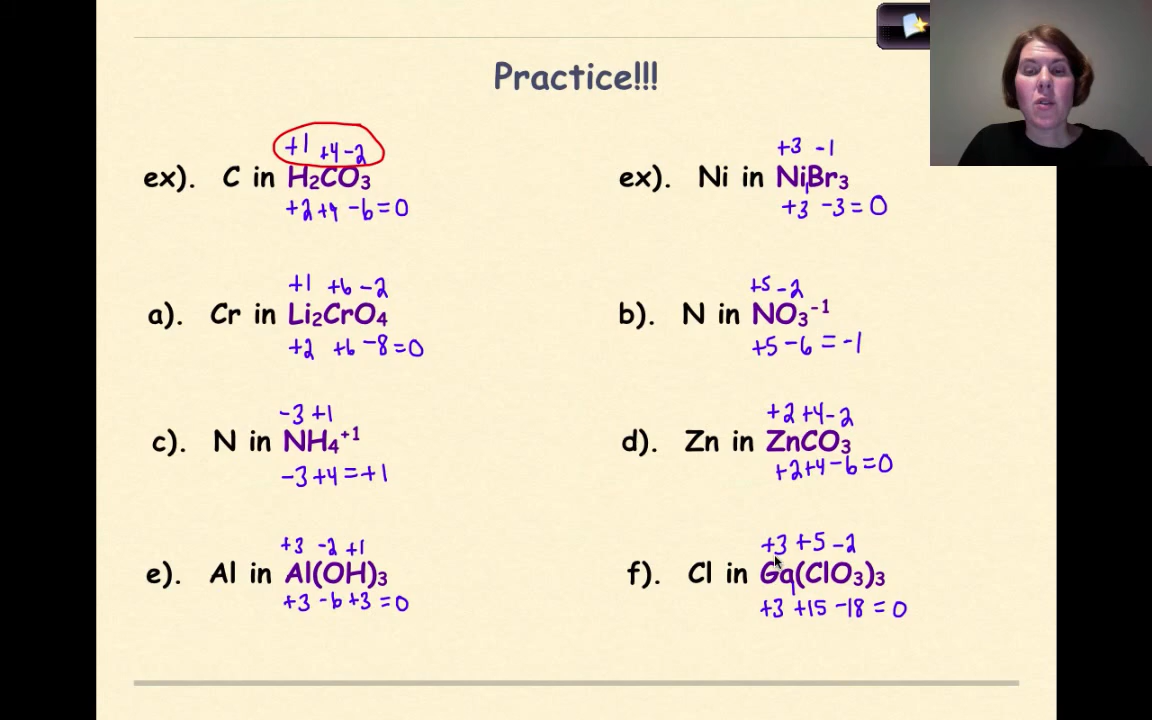 Practice!!!
+1 +4 -2
ex). C in H₂CO₃
+2 +4 -6 = 0
+3 -1
ex). Ni in NiBr₃
+3 -3 = 0
+1 +6 -2
a). Cr in Li₂CrO₄
+2 +6 -8 = 0
+5 -2
b). N in NO₃⁻¹
+5 -6 = -1
-3 +1
c). N in NH₄⁺¹
-3 +4 = +1
+2 +4 -2
d). Zn in ZnCO₃
+2 +4 -6 = 0
+3 -2 +1
e). Al in Al(OH)₃
+3 -6 +3 = 0
+3 +5 -2
f). Cl in Ga(ClO₃)₃
+3 +15 -18 = 0